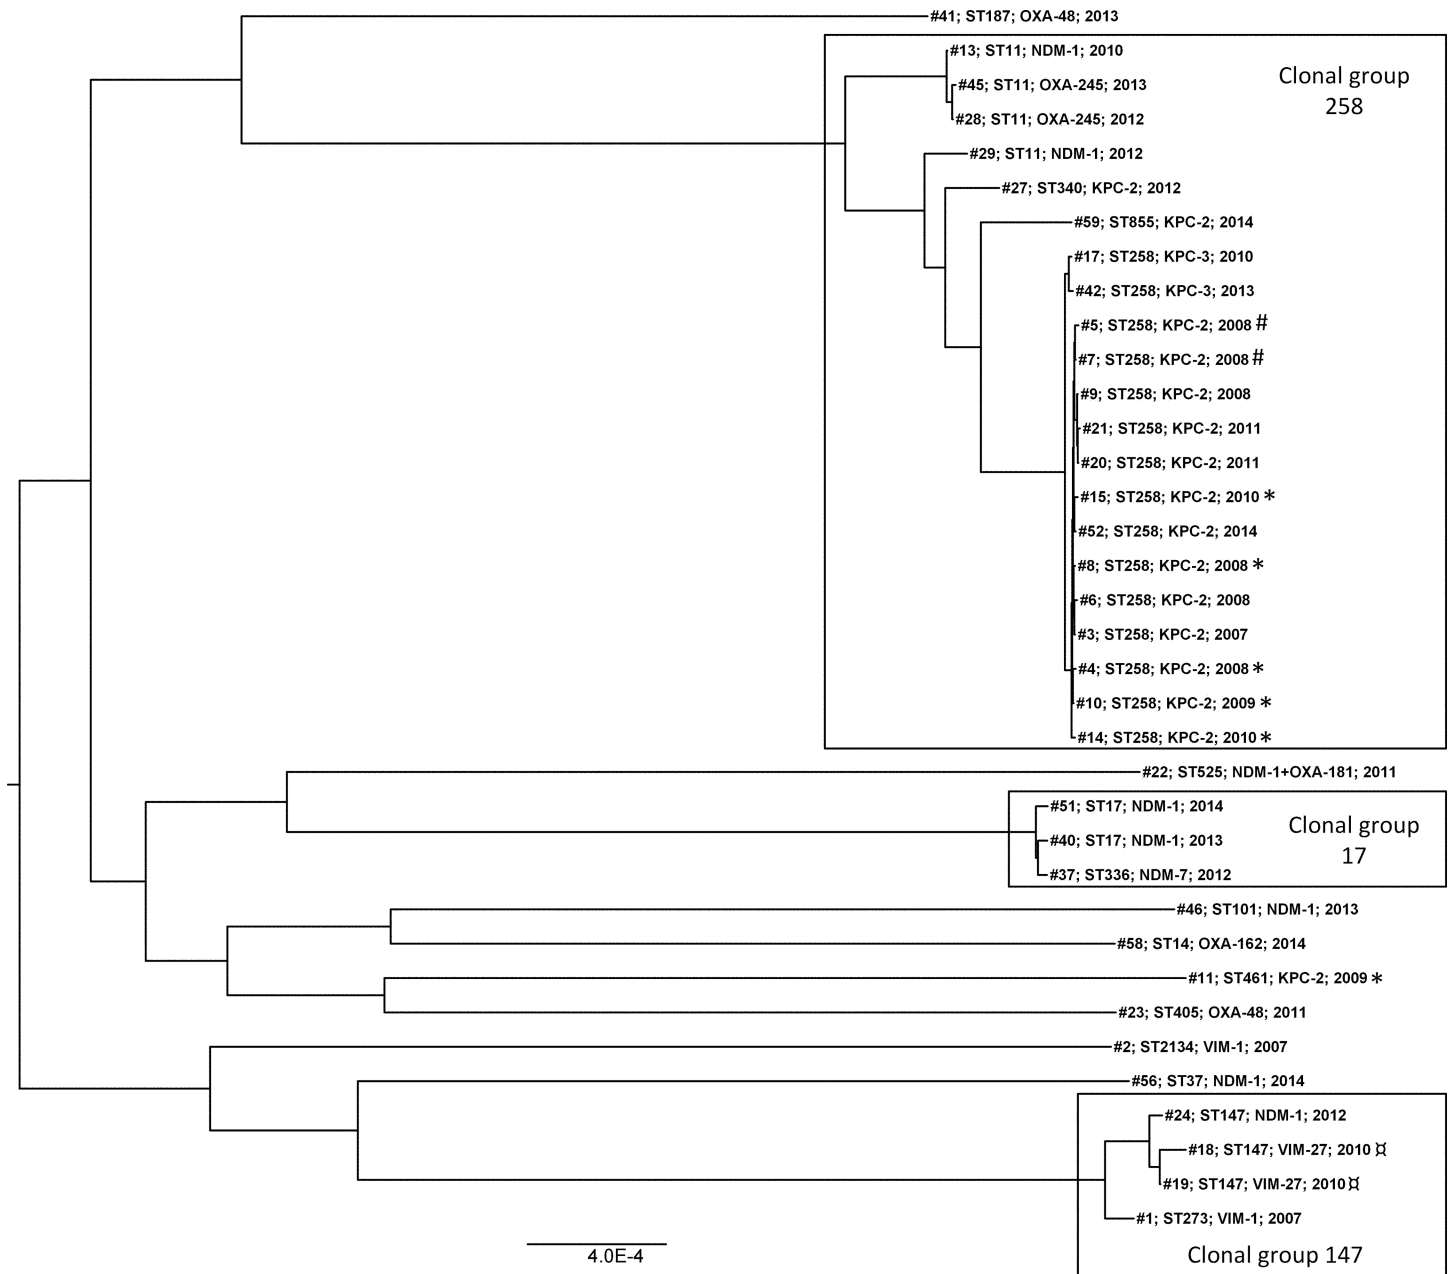 #41; ST187; OXA-48; 2013
#13; ST11; NDM-1; 2010
Clonal group
258
#45; ST11; OXA-245; 2013
#28; ST11; OXA-245; 2012
#29; ST11; NDM-1; 2012
#27; ST340; KPC-2; 2012
#59; ST855; KPC-2; 2014
#17; ST258; KPC-3; 2010
#42; ST258; KPC-3; 2013
#5; ST258; KPC-2; 2008 #
#7; ST258; KPC-2; 2008 #
#9; ST258; KPC-2; 2008
#21; ST258; KPC-2; 2011
#20; ST258; KPC-2; 2011
#15; ST258; KPC-2; 2010 *
#52; ST258; KPC-2; 2014
#8; ST258; KPC-2; 2008 *
#6; ST258; KPC-2; 2008
#3; ST258; KPC-2; 2007
#4; ST258; KPC-2; 2008 *
#10; ST258; KPC-2; 2009 *
#14; ST258; KPC-2; 2010 *
#22; ST525; NDM-1+OXA-181; 2011
#51; ST17; NDM-1; 2014
Clonal group
17
#40; ST17; NDM-1; 2013
#37; ST336; NDM-7; 2012
#46; ST101; NDM-1; 2013
#58; ST14; OXA-162; 2014
#11; ST461; KPC-2; 2009 *
#23; ST405; OXA-48; 2011
#2; ST2134; VIM-1; 2007
#56; ST37; NDM-1; 2014
#24; ST147; NDM-1; 2012
#18; ST147; VIM-27; 2010 ¤
#19; ST147; VIM-27; 2010 ¤
#1; ST273; VIM-1; 2007
Clonal group 147
4.0E-4